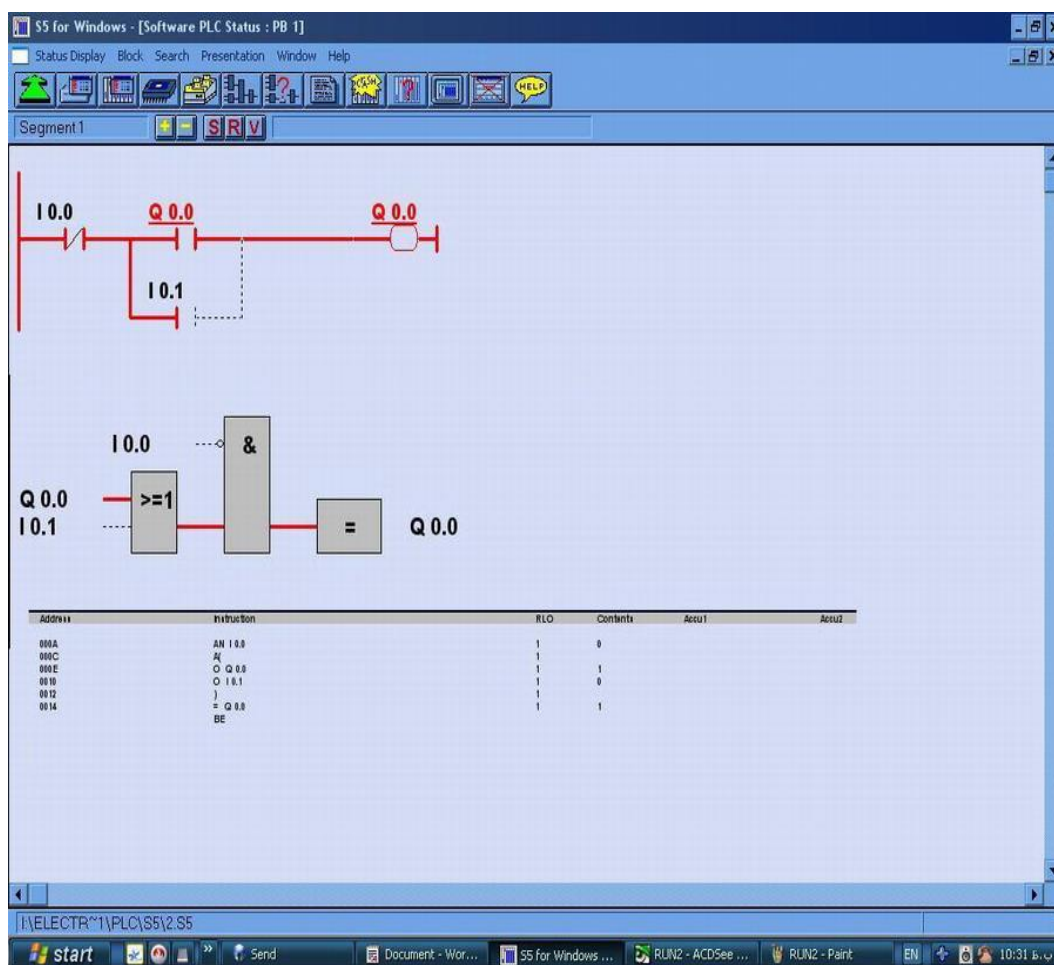 S5 for Windows - [Software PLC Status : PB 1]
Status Display Block Search Presentation Window Help
HELP
Segment 1 + - S R V
I 0.0 Q 0.0 Q 0.0
I 0.1
I 0.0 &
Q 0.0 >=1
I 0.1 = Q 0.0
Address Instruction RLO Contents Accu1 Accu2
000A AN I 0.0 1 0
000C A( 1
000E O Q 0.0 1 1
0010 O I 0.1 1 0
0012 ) 1
0014 = Q 0.0 1 1
BE
I:\ELECTR~1\PLC\S5\2.S5
start » Send Document - Wor... S5 for Windows ... RUN2 - ACDSee ... RUN2 - Paint EN 10:31 ب.ظ